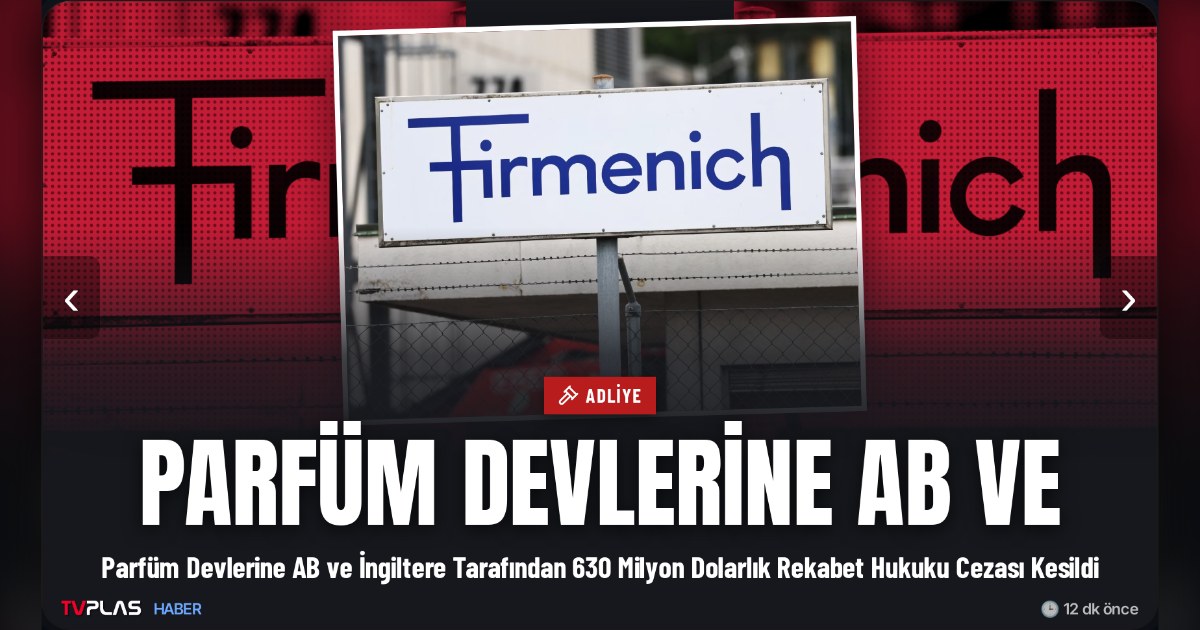 Firmenich
ADLİYE
PARFÜM DEVLERİNE AB VE
Parfüm Devlerine AB ve İngiltere Tarafından 630 Milyon Dolarlık Rekabet Hukuku Cezası Kesildi
TVPLAS HABER
12 dk önce